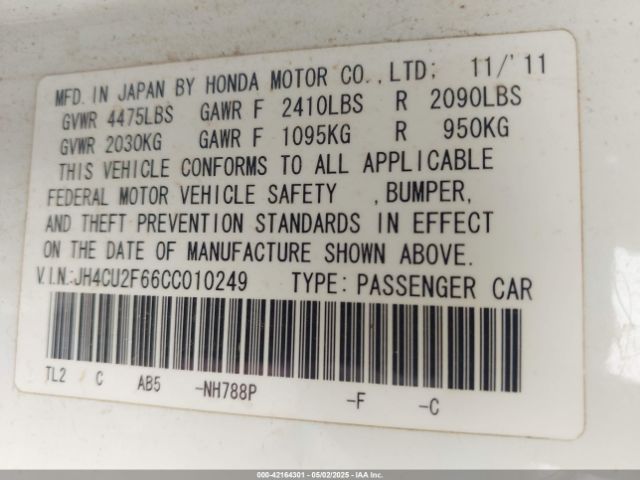 MFD. IN JAPAN BY HONDA MOTOR CO., LTD; 11/'11
GVWR 4475LBS GAWR F 2410LBS R 2090LBS
GVWR 2030KG GAWR F 1095KG R 950KG
THIS VEHICLE CONFORMS TO ALL APPLICABLE
FEDERAL MOTOR VEHICLE SAFETY , BUMPER,
AND THEFT PREVENTION STANDARDS IN EFFECT
ON THE DATE OF MANUFACTURE SHOWN ABOVE.
V.I.N.:JH4CU2F66CC010249 TYPE: PASSENGER CAR
TL2 C AB5 -NH788P -F -C
000-42164301 - 05/02/2025 - IAAI Inc.